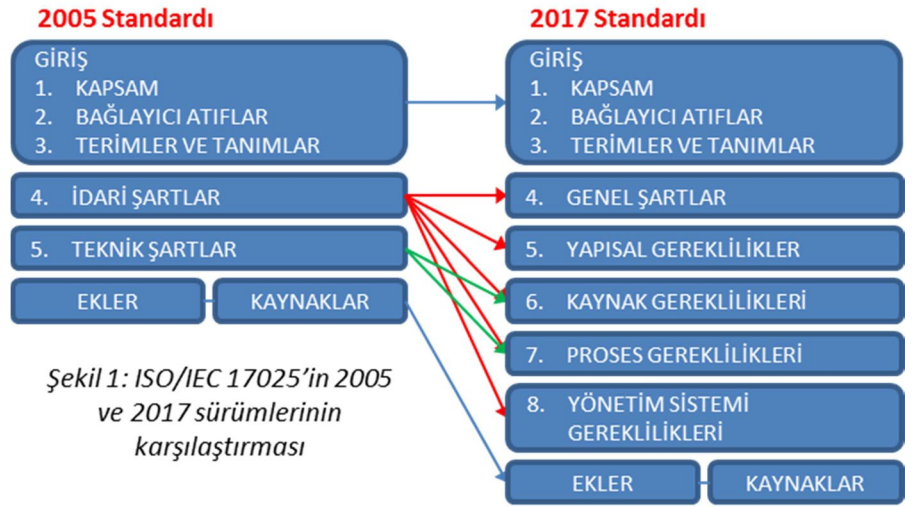 2005 Standardı
GİRİŞ
1. KAPSAM
2. BAĞLAYICI ATIFLAR
3. TERİMLER VE TANIMLAR
4. İDARİ ŞARTLAR
5. TEKNİK ŞARTLAR
EKLER
KAYNAKLAR
Şekil 1: ISO/IEC 17025’in 2005
ve 2017 sürümlerinin
karşılaştırması
2017 Standardı
GİRİŞ
1. KAPSAM
2. BAĞLAYICI ATIFLAR
3. TERİMLER VE TANIMLAR
4. GENEL ŞARTLAR
5. YAPISAL GEREKLİLİKLER
6. KAYNAK GEREKLİLİKLERİ
7. PROSES GEREKLİLİKLERİ
8. YÖNETİM SİSTEMİ
GEREKLİLİKLERİ
EKLER
KAYNAKLAR